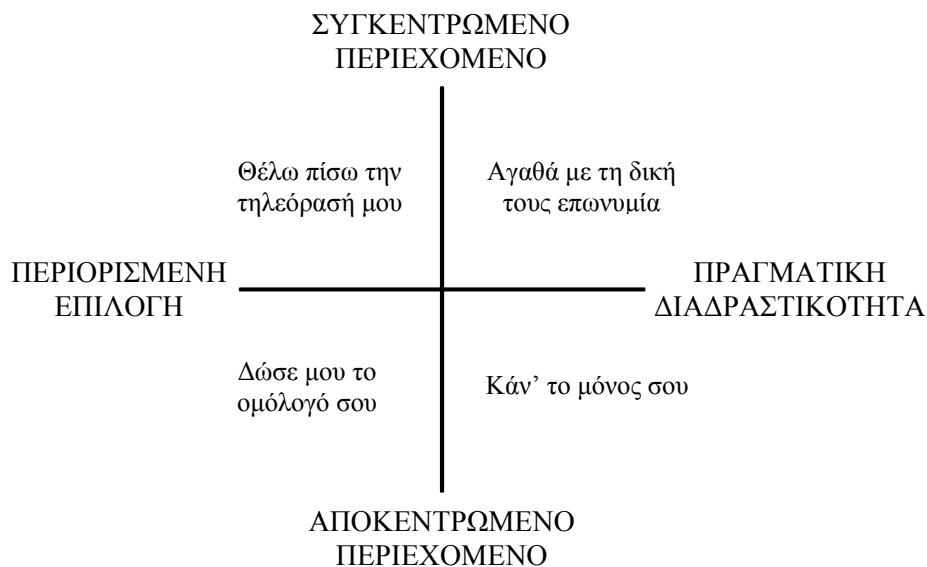 ΣΥΓΚΕΝΤΡΩΜΕΝΟ
ΠΕΡΙΕΧΟΜΕΝΟ
Θέλω πίσω την
τηλεόρασή μου
Αγαθά με τη δική
τους επωνυμία
ΠΕΡΙΟΡΙΣΜΕΝΗ
ΕΠΙΛΟΓΗ
ΠΡΑΓΜΑΤΙΚΗ
ΔΙΑΔΡΑΣΤΙΚΟΤΗΤΑ
Δώσε μου το
ομόλογό σου
Κάν’ το μόνος σου
ΑΠΟΚΕΝΤΡΩΜΕΝΟ
ΠΕΡΙΕΧΟΜΕΝΟ